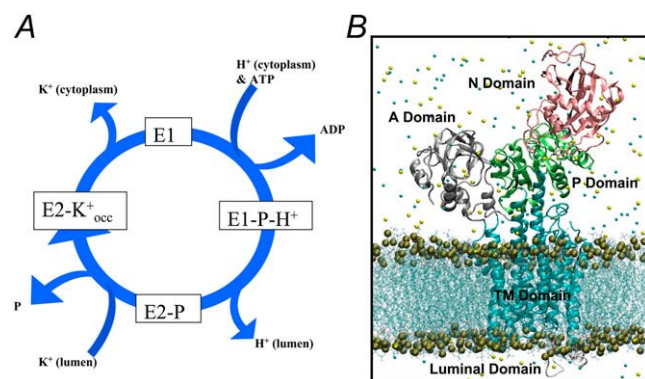 A
H⁺ (cytoplasm)
& ATP
K⁺ (cytoplasm)
E1
ADP
E2-K⁺occ
E1-P-H⁺
P
E2-P
K⁺ (lumen)
H⁺ (lumen)
B
N Domain
A Domain
P Domain
TM Domain
Luminal Domain